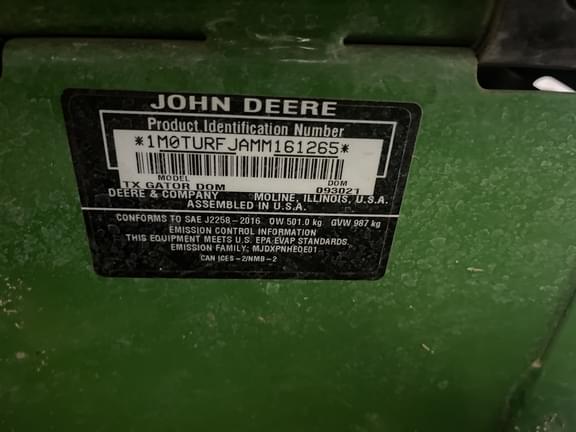 JOHN DEERE
Product Identification Number
*1M0TURFJAMM161265*
MODEL DOM
TX GATOR DOM 093021
DEERE & COMPANY MOLINE, ILLINOIS, U.S.A.
ASSEMBLED IN U.S.A.
CONFORMS TO SAE J2258-2016 OW 501.0 kg GVW 987 kg
EMISSION CONTROL INFORMATION
THIS EQUIPMENT MEETS U.S. EPA EVAP STANDARDS.
EMISSION FAMILY: MJDXPNHEQE01
CAN ICES-2/NMB-2